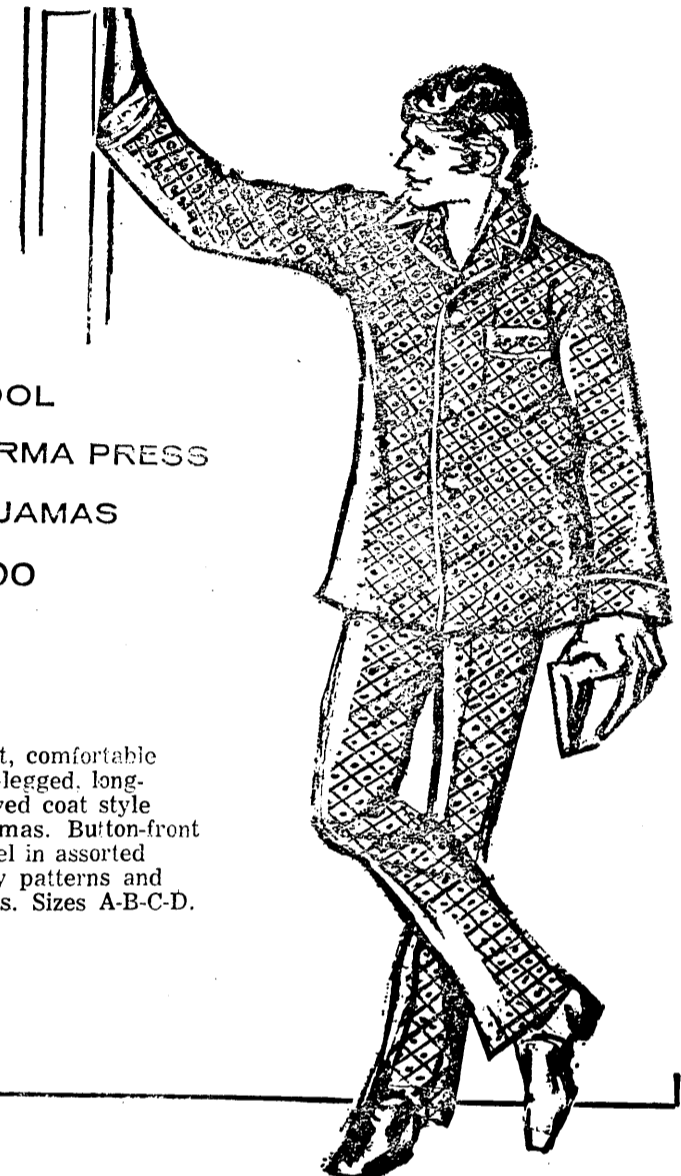 OOL
RMA PRESS
JAMAS
00
t, comfortable
-legged, long-
ved coat style
mas. Button-front
el in assorted
y patterns and
s. Sizes A-B-C-D.